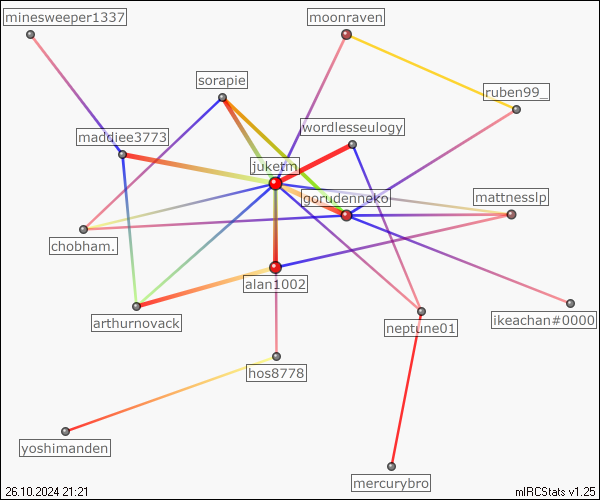 minesweeper1337
moonraven
sorapie
ruben99_
wordlesseulogy
maddiee3773
juketm
gorudenneko
mattnesslp
chobham.
alan1002
arthurnovack
ikeachan#0000
neptune01
hos8778
yoshimanden
mercurybro
26.10.2024 21:21
mIRCStats v1.25